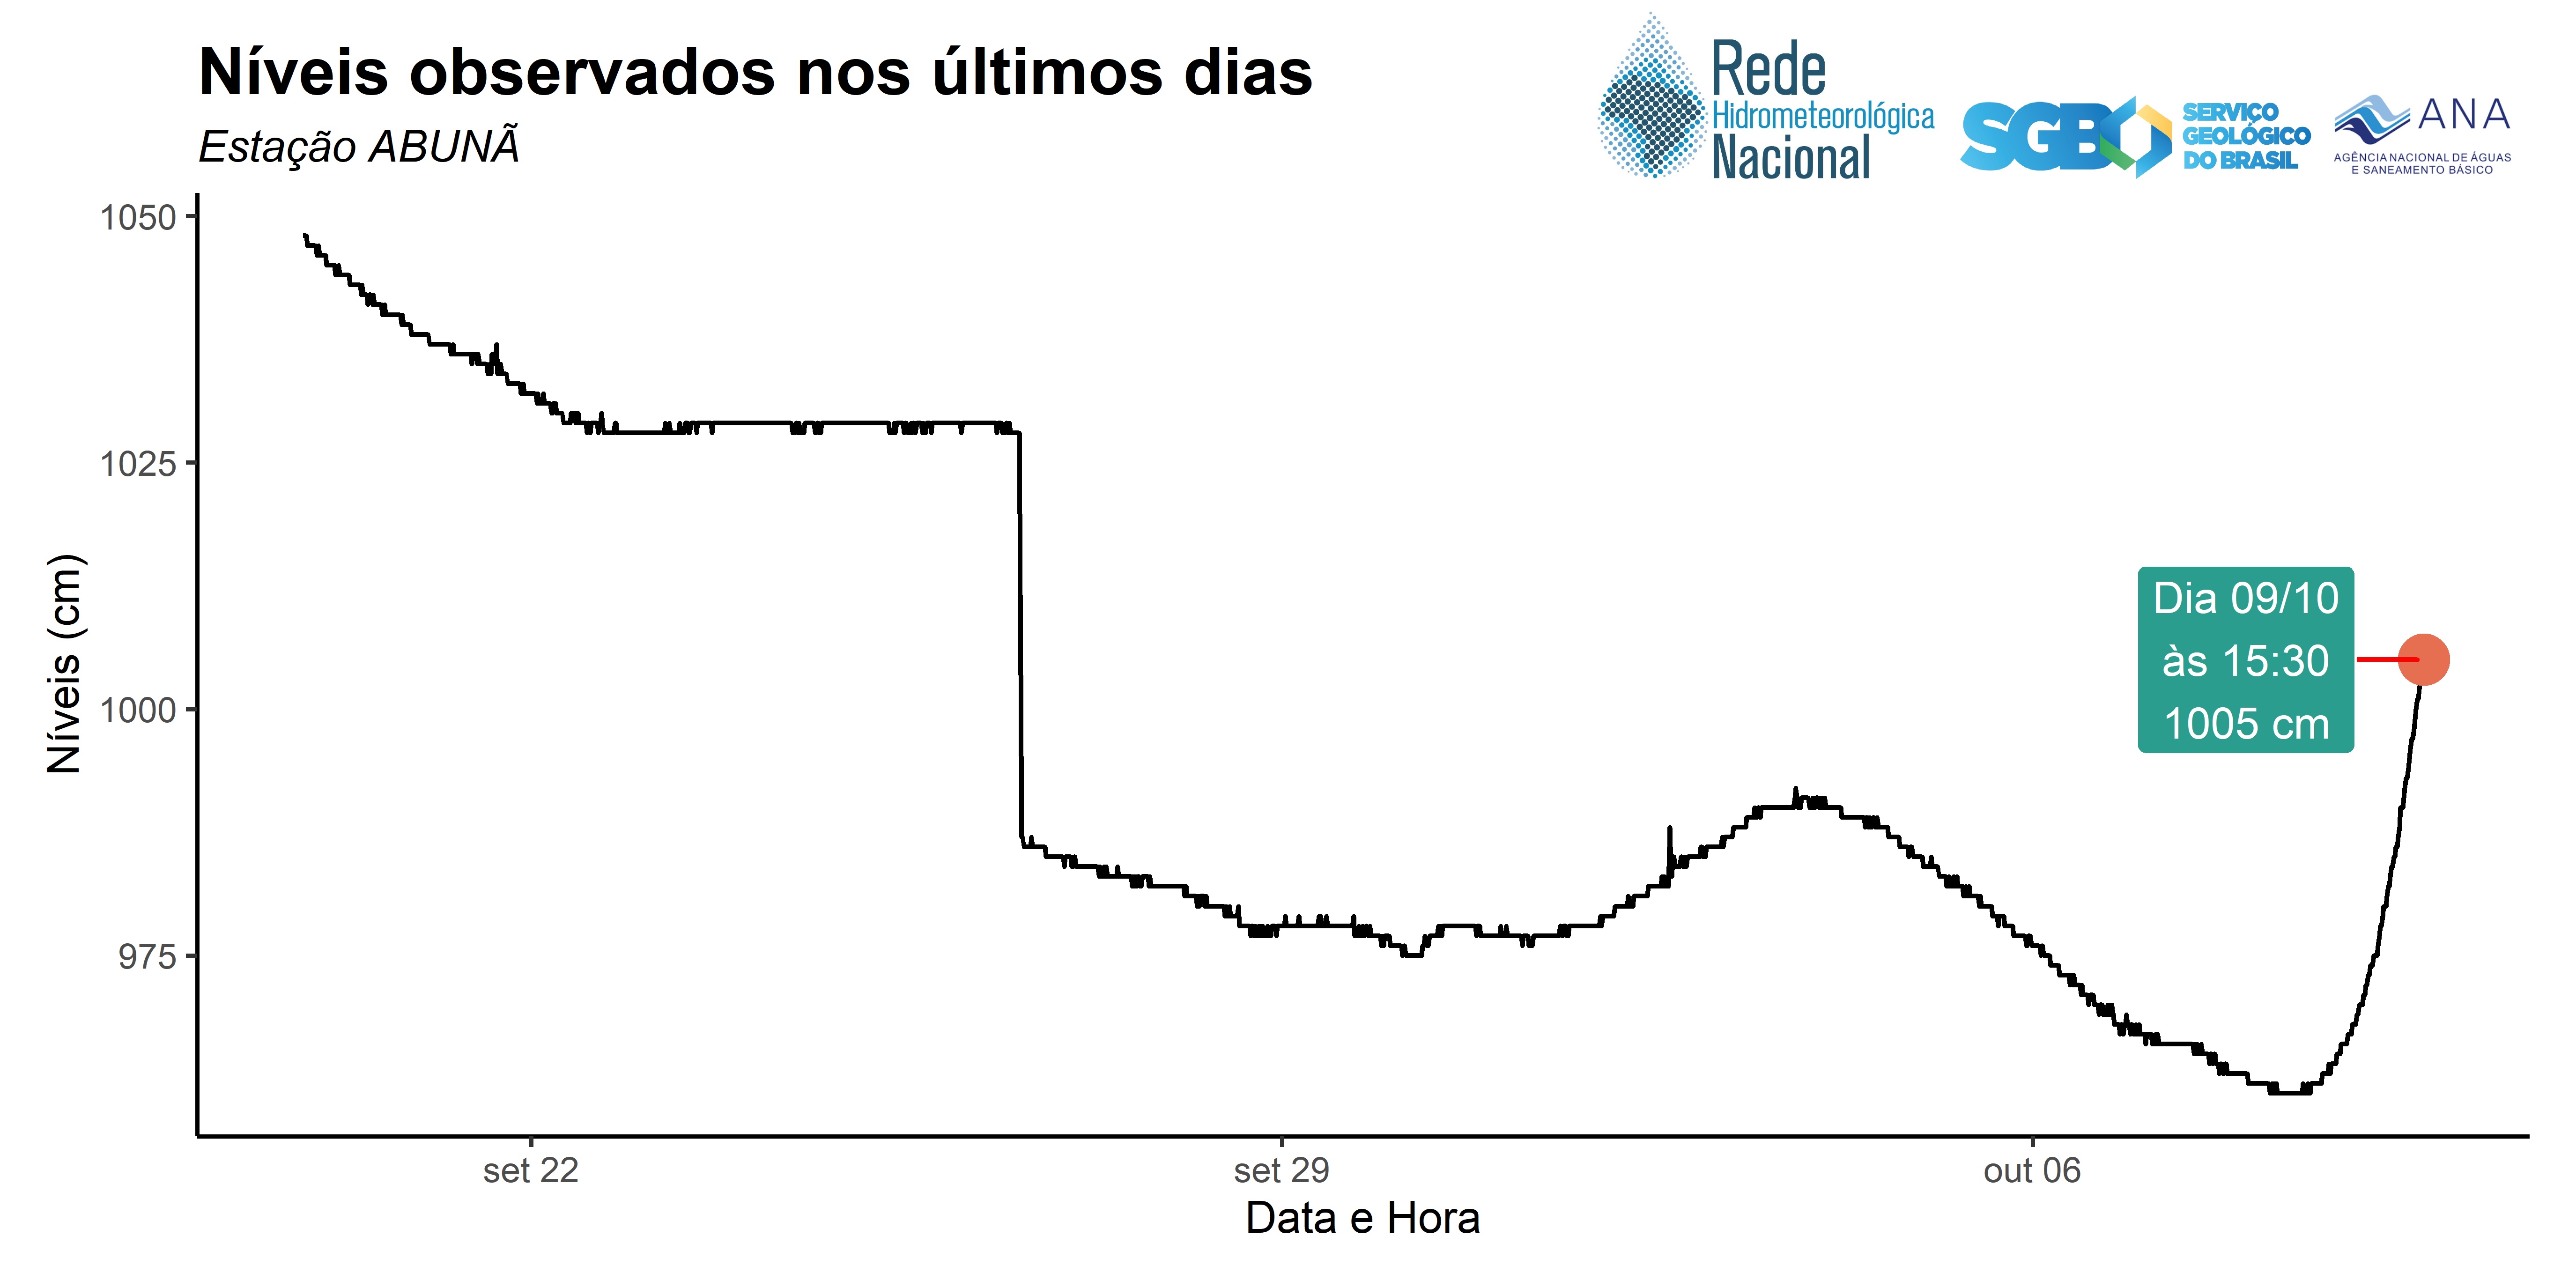 Níveis observados nos últimos dias
Estação ABUNÃ
Rede
Hidrometeorológica
Nacional
SGB
SERVIÇO
GEOLÓGICO
DO BRASIL
ANA
AGÊNCIA NACIONAL DE ÁGUAS
E SANEAMENTO BÁSICO
Níveis (cm)
1050
1025
1000
975
Dia 09/10
às 15:30
1005 cm
set 22
set 29
out 06
Data e Hora